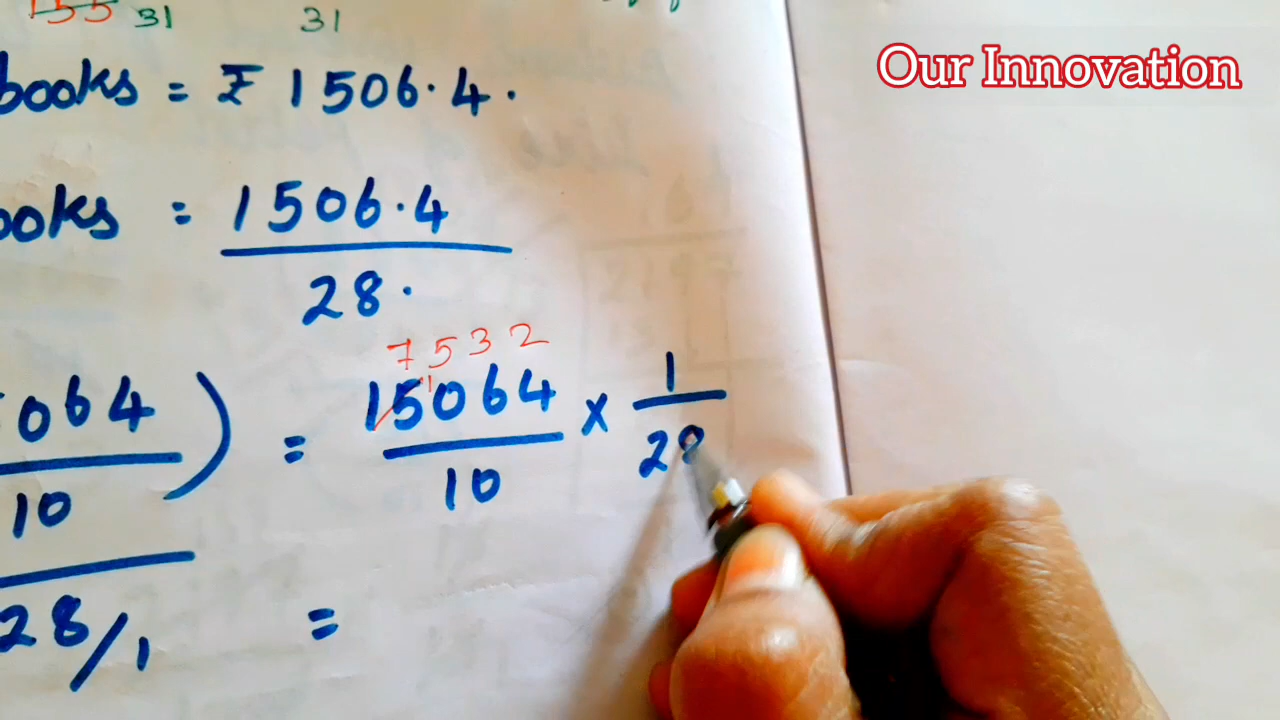 155 31 31
Our Innovation
books = ₹ 1506.4.
ooks = 1506.4
28.
7532
064 ) = 15064 × 1
10 10 28
28/1 =